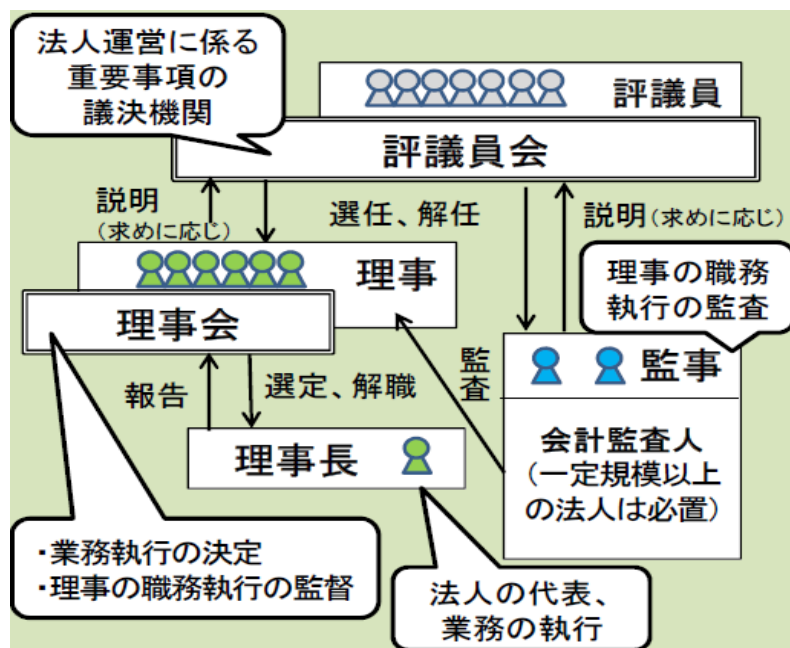 法人運営に係る
重要事項の
議決機関
評議員
評議員会
説明
(求めに応じ)
選任、解任
説明(求めに応じ)
理事
理事会
理事の職務
執行の監査
監事
監査
報告
選定、解職
理事長
会計監査人
(一定規模以上
の法人は必置)
・業務執行の決定
・理事の職務執行の監督
法人の代表、
業務の執行